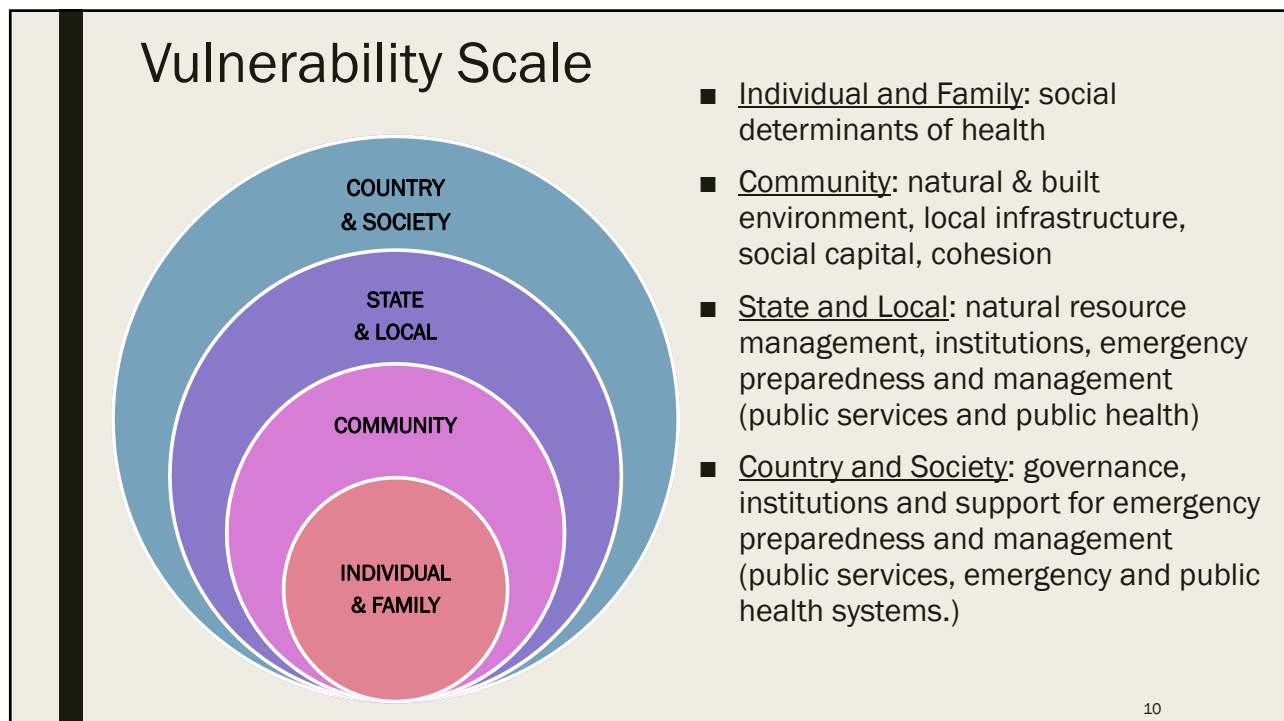 Vulnerability Scale
COUNTRY
& SOCIETY
STATE
& LOCAL
COMMUNITY
INDIVIDUAL
& FAMILY
■ Individual and Family: social
determinants of health
■ Community: natural & built
environment, local infrastructure,
social capital, cohesion
■ State and Local: natural resource
management, institutions, emergency
preparedness and management
(public services and public health)
■ Country and Society: governance,
institutions and support for emergency
preparedness and management
(public services, emergency and public
health systems.)
10